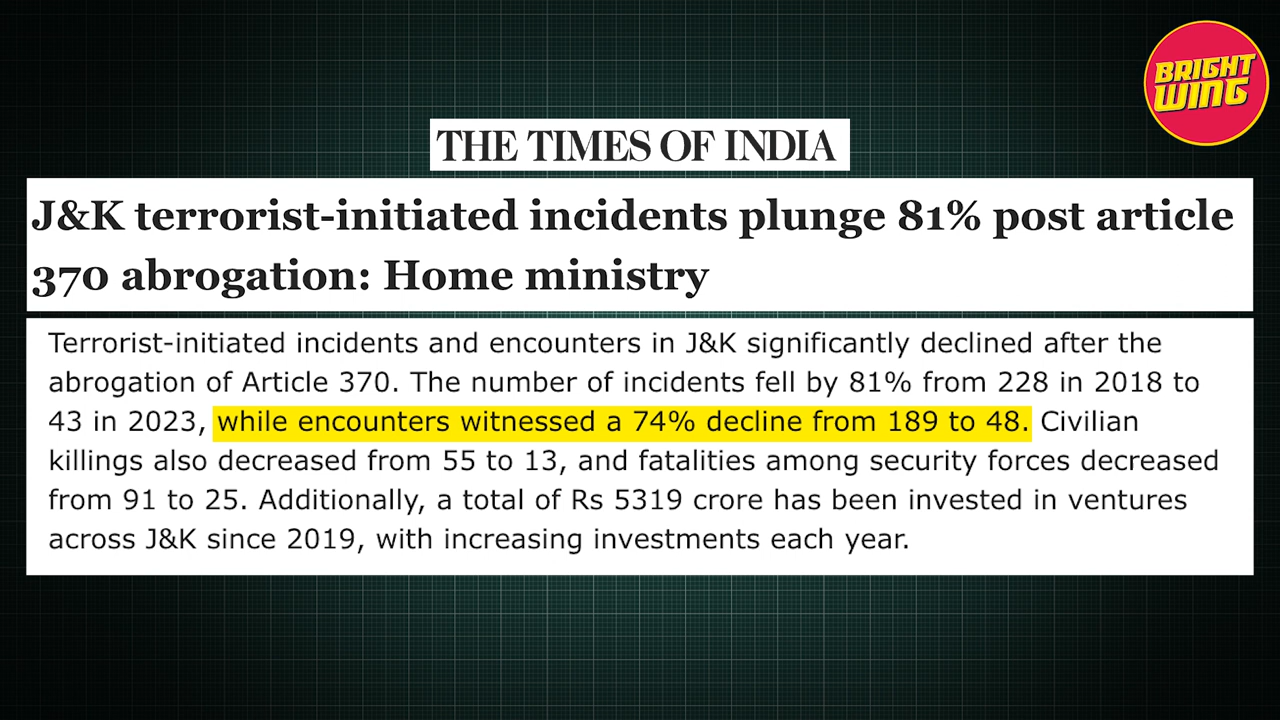 BRIGHT
WING
THE TIMES OF INDIA
J&K terrorist-initiated incidents plunge 81% post article
370 abrogation: Home ministry
Terrorist-initiated incidents and encounters in J&K significantly declined after the
abrogation of Article 370. The number of incidents fell by 81% from 228 in 2018 to
43 in 2023, while encounters witnessed a 74% decline from 189 to 48. Civilian
killings also decreased from 55 to 13, and fatalities among security forces decreased
from 91 to 25. Additionally, a total of Rs 5319 crore has been invested in ventures
across J&K since 2019, with increasing investments each year.